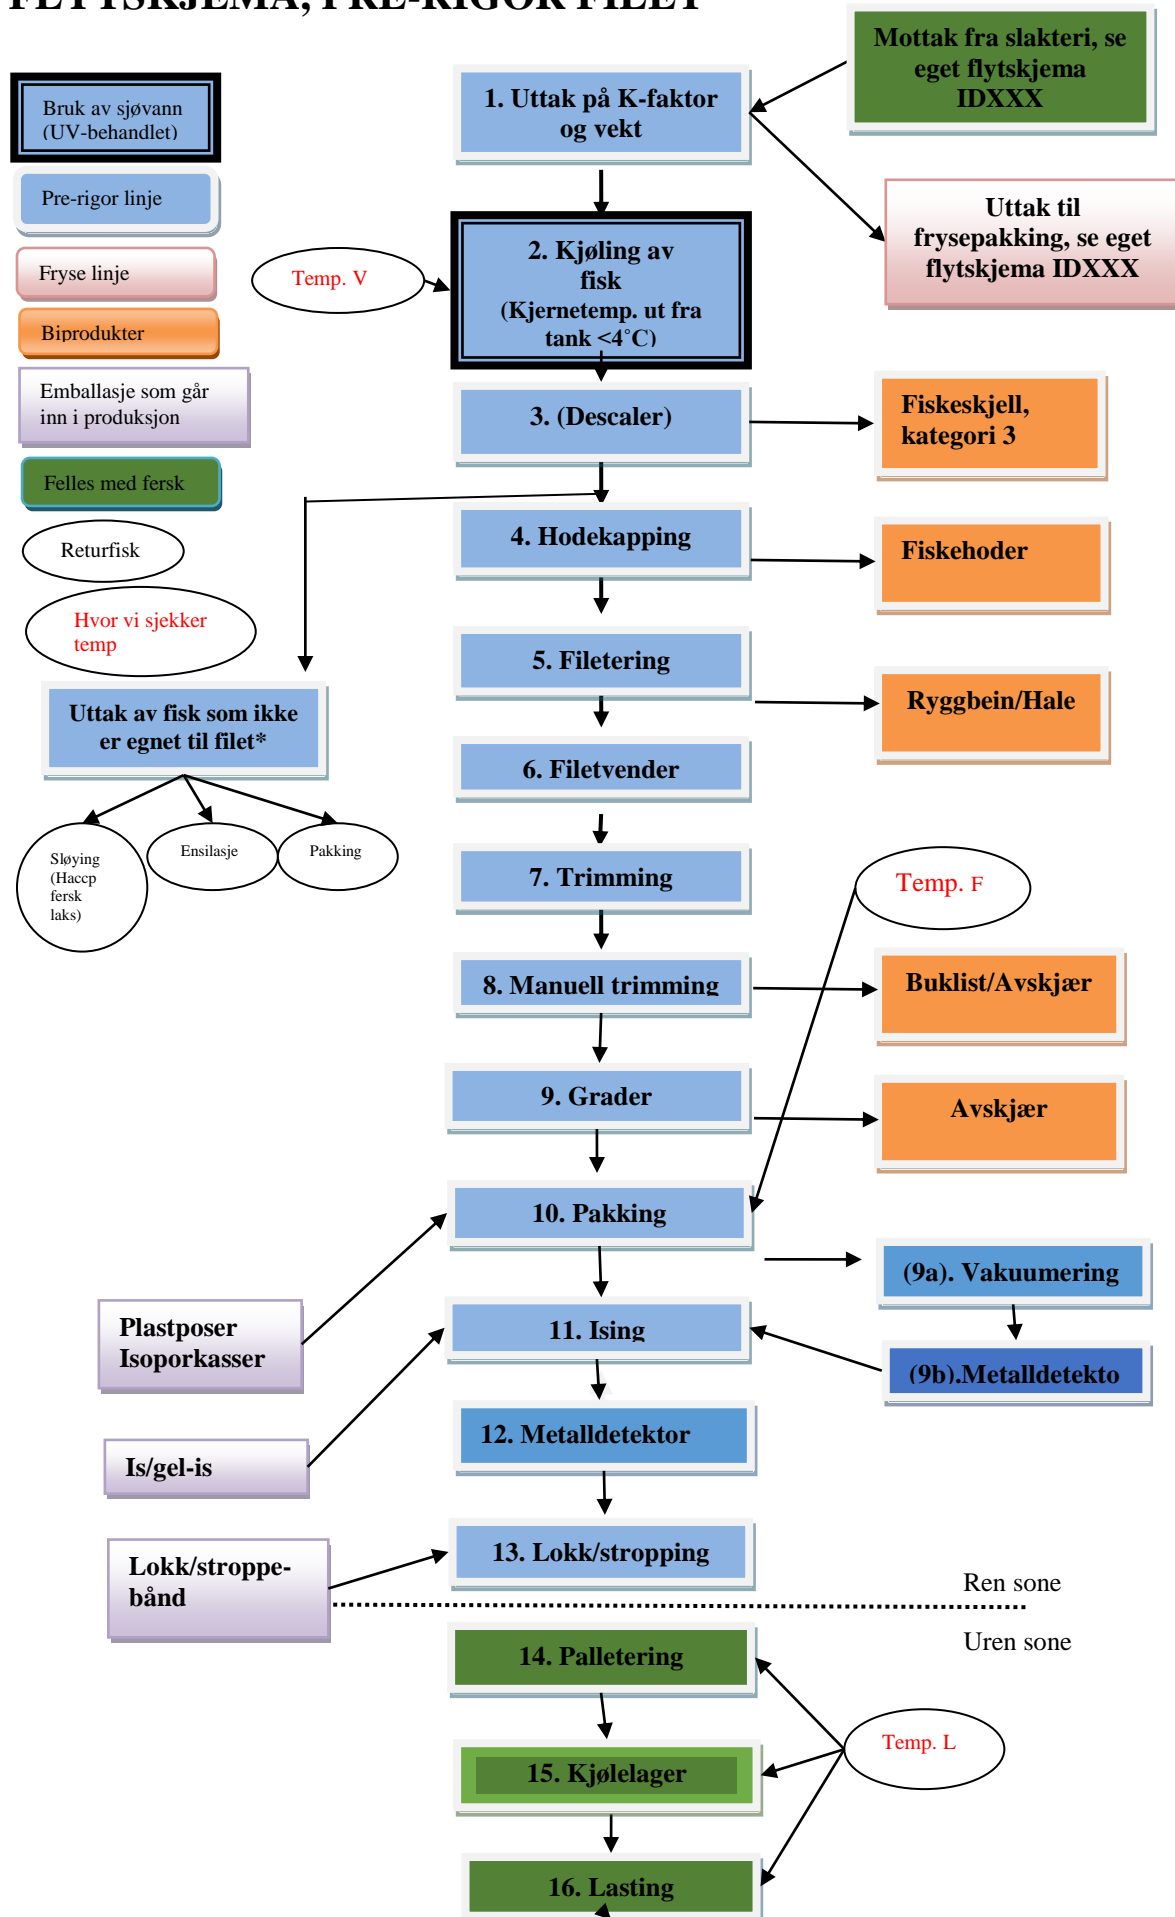 FLYTSKJEMA, PRE-RIGOR FILET
Mottak fra slakteri, se
eget flytskjema
IDXXX
1. Uttak på K-faktor
og vekt
Bruk av sjøvann
(UV-behandlet)
Pre-rigor linje
Uttak til
frysepakking, se eget
flytskjema IDXXX
2. Kjøling av
fisk
(Kjernetemp. ut fra
tank <4˚C)
Temp. V
Fryse linje
Biprodukter
Emballasje som går
inn i produksjon
3. (Descaler)
Fiskeskjell,
kategori 3
Felles med fersk
Returfisk
4. Hodekapping
Fiskehoder
Hvor vi sjekker
temp
5. Filetering
Ryggbein/Hale
Uttak av fisk som ikke
er egnet til filet*
6. Filetvender
Sløying
(Haccp
fersk
laks)
Ensilasje
Pakking
7. Trimming
Temp. F
8. Manuell trimming
Buklist/Avskjær
9. Grader
Avskjær
10. Pakking
(9a). Vakuumering
Plastposer
Isoporkasser
11. Ising
(9b).Metalldetekto
12. Metalldetektor
Is/gel-is
13. Lokk/stropping
Lokk/stroppe-
bånd
Ren sone
Uren sone
14. Palletering
Temp. L
15. Kjølelager
16. Lasting